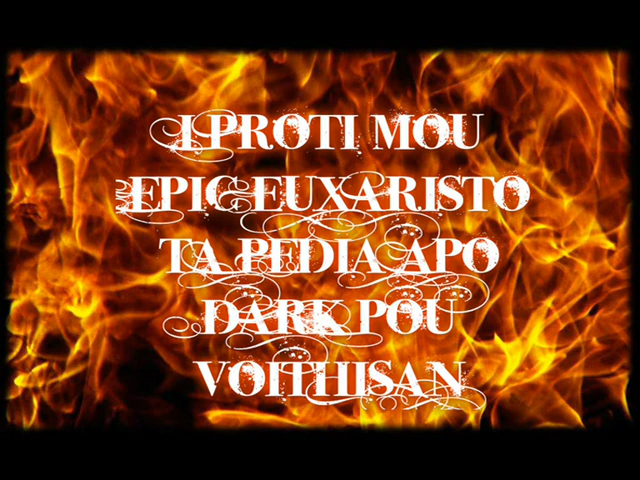 I PROTI MOU
EPIC EUXARISTO
TA PEDIA APO
DARK POU
VOITHISAN